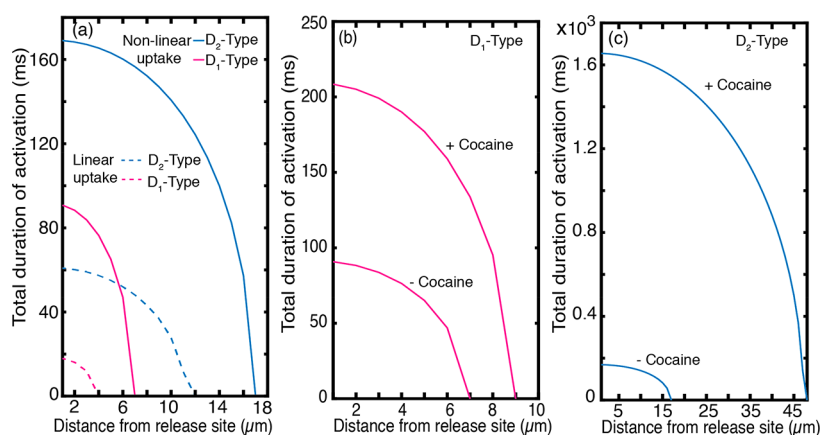 (a)
Non-linear uptake
D₂-Type
D₁-Type
Linear uptake
D₂-Type
D₁-Type
Total duration of activation (ms)
160
120
80
40
0
2 6 10 14 18
Distance from release site (µm)
(b)
D₁-Type
+ Cocaine
- Cocaine
Total duration of activation (ms)
250
200
150
100
50
0
0 2 4 6 8 10
Distance from release site (µm)
x10³
(c)
D₂-Type
+ Cocaine
- Cocaine
Total duration of activation (ms)
1.6
1.2
0.8
0.4
0
5 15 25 35 45
Distance from release site (µm)